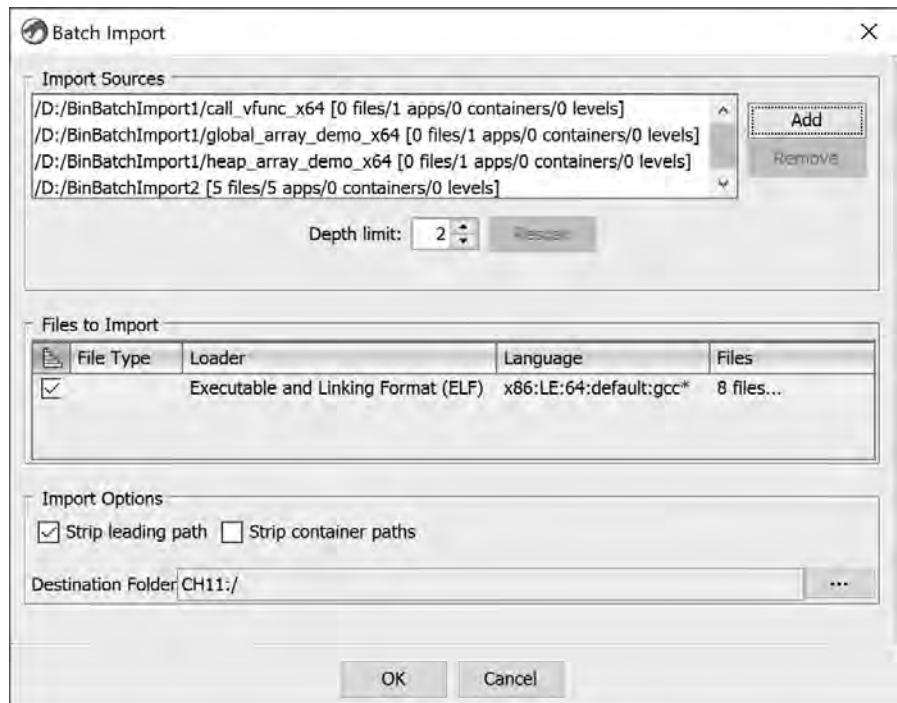 Batch Import
Import Sources
/D:/BinBatchImport1/call_vfunc_x64 [0 files/1 apps/0 containers/0 levels]
/D:/BinBatchImport1/global_array_demo_x64 [0 files/1 apps/0 containers/0 levels]
/D:/BinBatchImport1/heap_array_demo_x64 [0 files/1 apps/0 containers/0 levels]
/D:/BinBatchImport2 [5 files/5 apps/0 containers/0 levels]
Add
Remove
Depth limit: 2 Rescan
Files to Import
File Type Loader Language Files
Executable and Linking Format (ELF) x86:LE:64:default:gcc* 8 files...
Import Options
Strip leading path Strip container paths
Destination Folder CH11:/ ...
OK Cancel